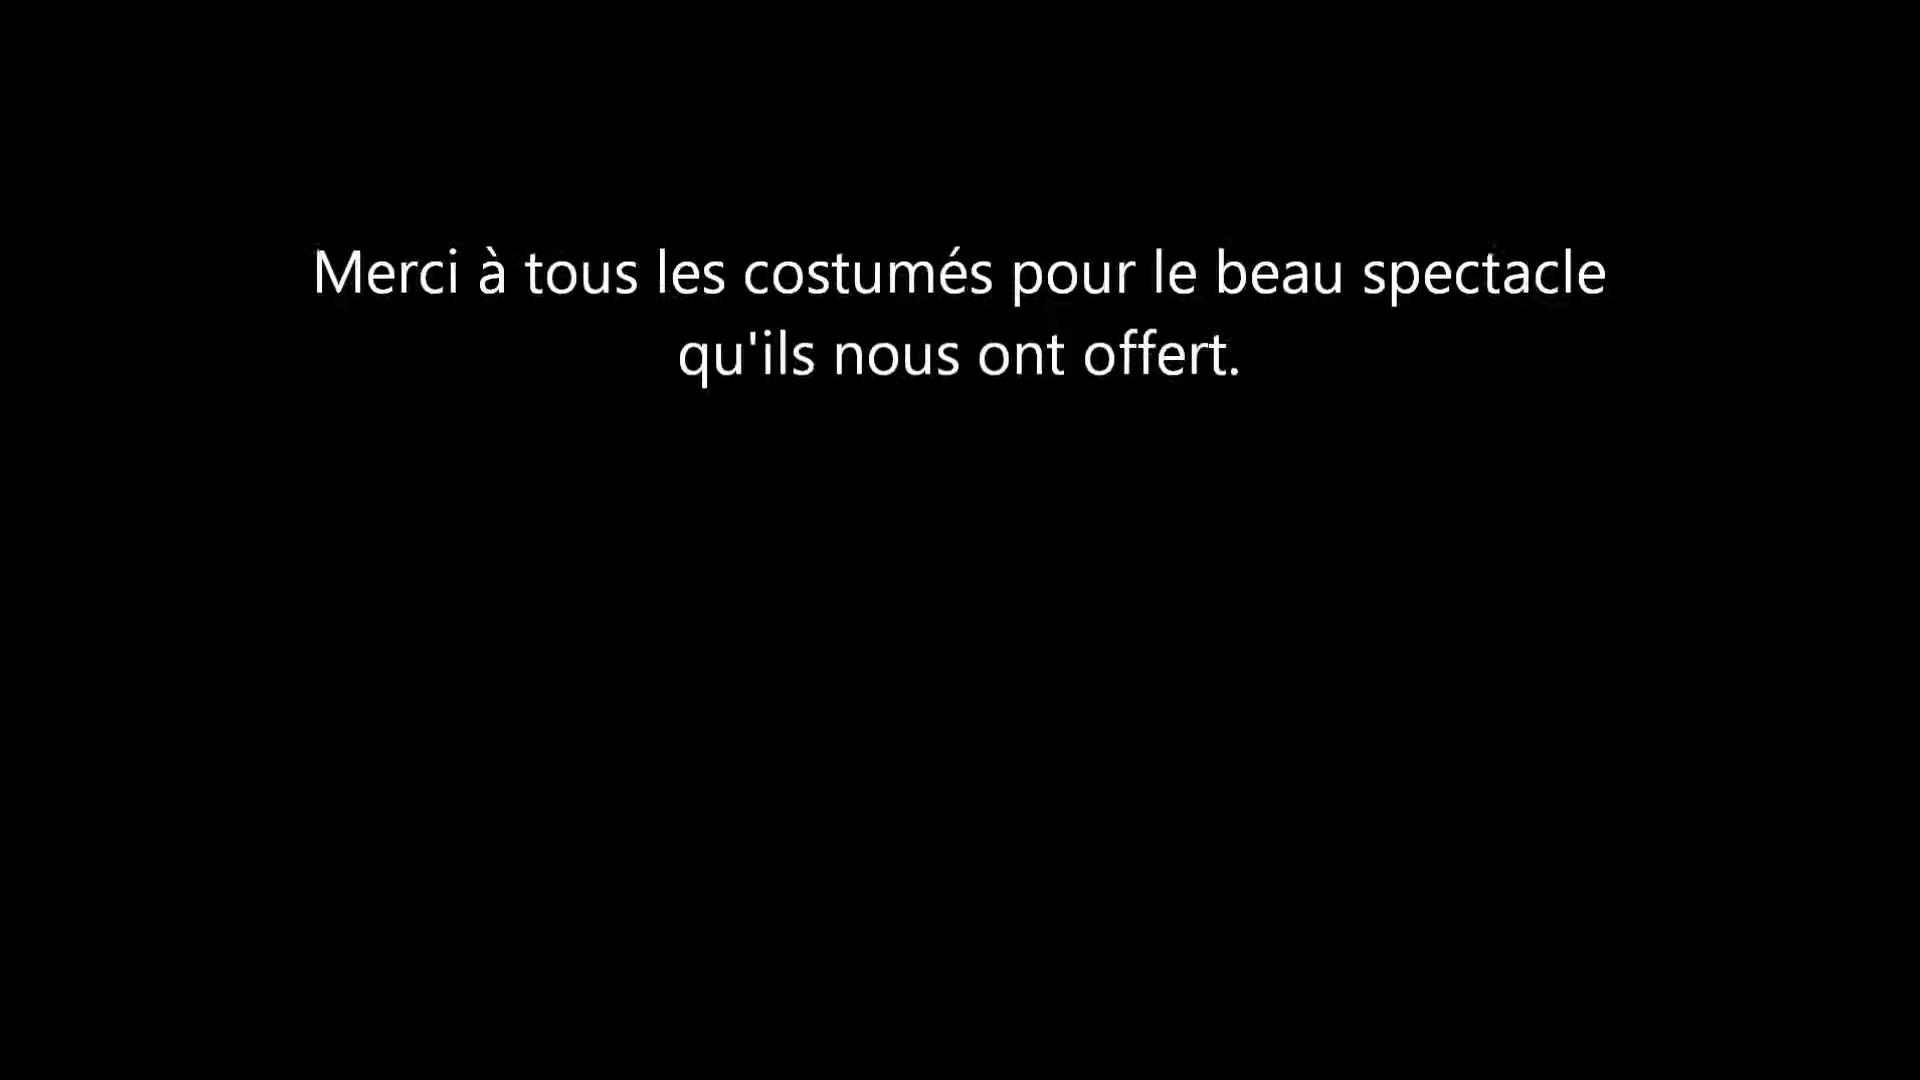 Merci à tous les costumés pour le beau spectacle
qu'ils nous ont offert.